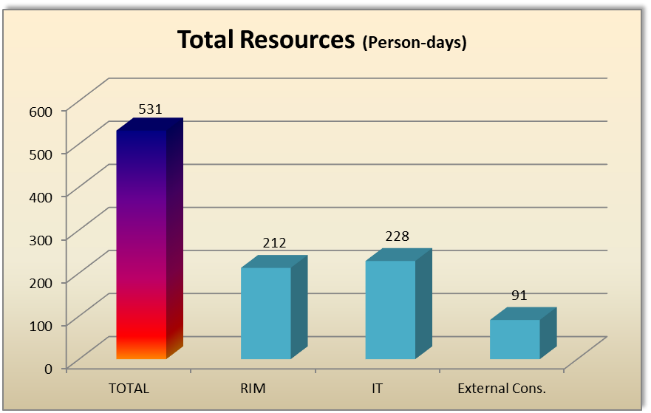 Total Resources (Person-days)
600
500
400
300
200
100
0
531
212
228
91
TOTAL
RIM
IT
External Cons.